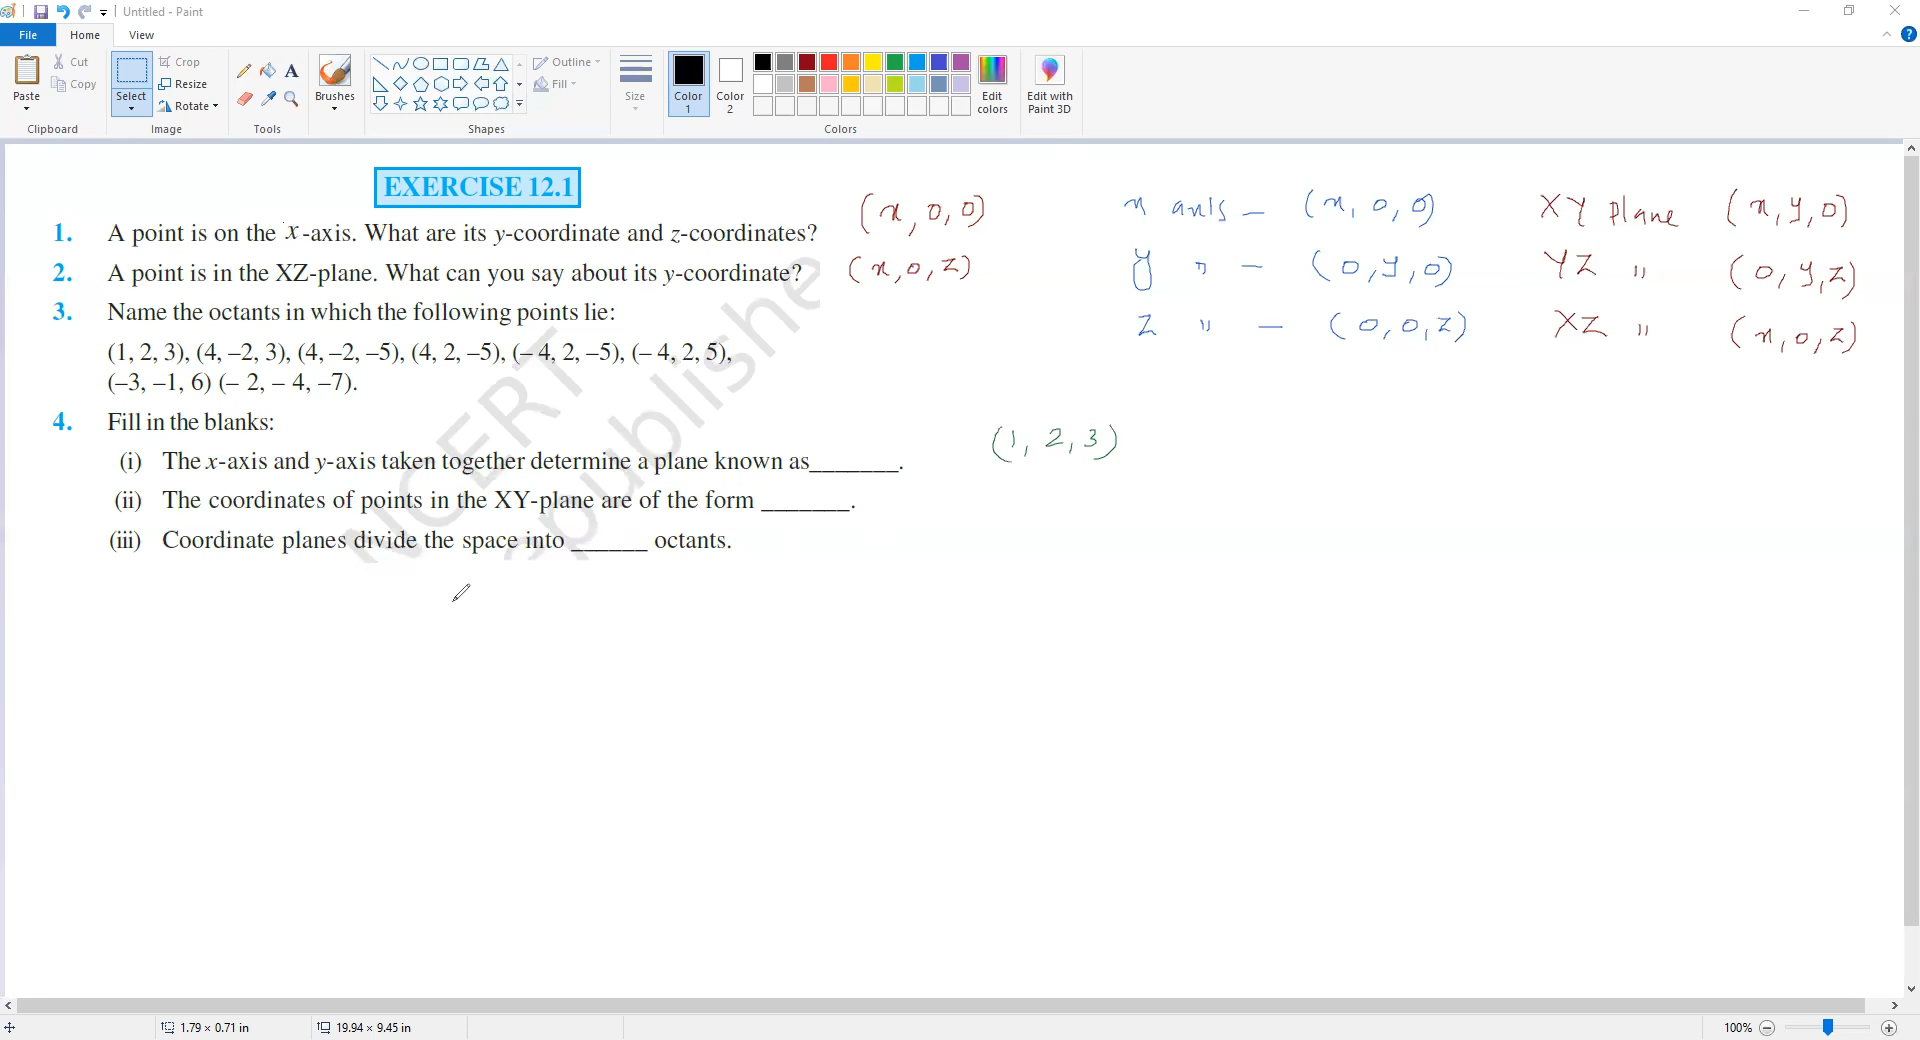 Untitled - Paint
File Home View
Cut
Copy
Paste
Clipboard
Select
Crop
Resize
Rotate
Image
Tools
Brushes
Shapes
Outline
Fill
Size
Color 1
Color 2
Colors
Edit colors
Edit with Paint 3D
EXERCISE 12.1
1. A point is on the x-axis. What are its y-coordinate and z-coordinates?
(x, 0, 0)
2. A point is in the XZ-plane. What can you say about its y-coordinate?
(x, 0, z)
3. Name the octants in which the following points lie:
(1, 2, 3), (4, –2, 3), (4, –2, –5), (4, 2, –5), (– 4, 2, –5), (– 4, 2, 5),
(–3, –1, 6) (– 2, – 4, –7).
4. Fill in the blanks:
(i) The x-axis and y-axis taken together determine a plane known as_______.
(ii) The coordinates of points in the XY-plane are of the form _______.
(iii) Coordinate planes divide the space into ______ octants.
x axis – (x, 0, 0)
y " – (0, y, 0)
z " – (0, 0, z)
XY plane (x, y, 0)
YZ " (0, y, z)
XZ " (x, 0, z)
(1, 2, 3)
NCERT
republishe
1.79 × 0.71 in
19.94 × 9.45 in
100%